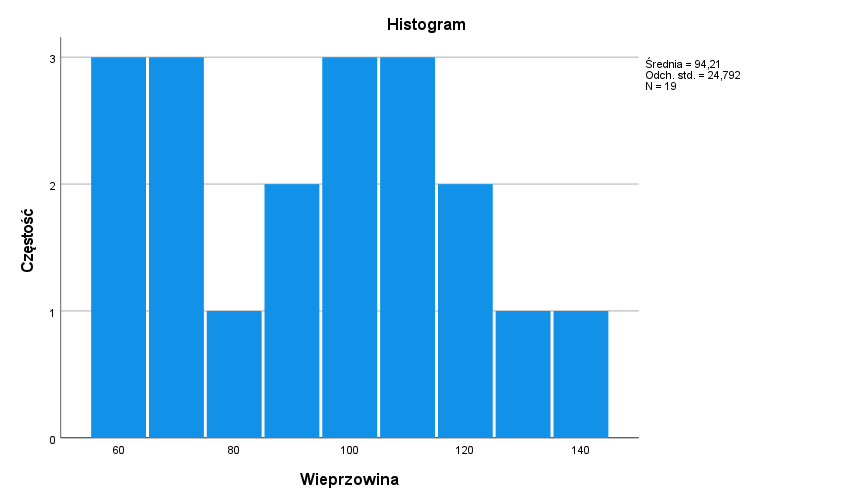 Histogram
Średnia = 94,21
Odch. std. = 24,792
N = 19
Częstość
3
2
1
0
60 80 100 120 140
Wieprzowina